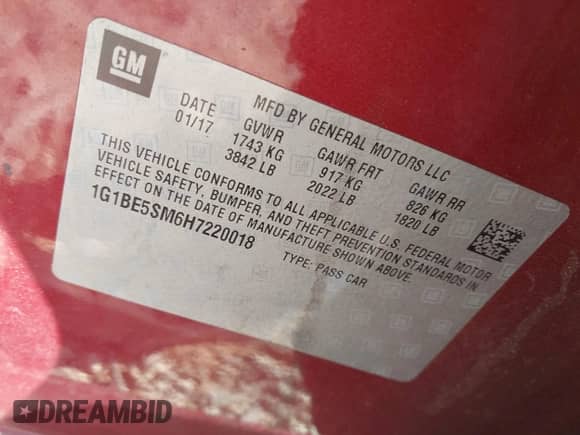 GM
MFD BY GENERAL MOTORS LLC
DATE GVWR GAWR FRT GAWR RR
01/17 1743 KG 917 KG 826 KG
3842 LB 2022 LB 1820 LB
THIS VEHICLE CONFORMS TO ALL APPLICABLE U.S. FEDERAL MOTOR
VEHICLE SAFETY, BUMPER, AND THEFT PREVENTION STANDARDS IN
EFFECT ON THE DATE OF MANUFACTURE SHOWN ABOVE.
1G1BE5SM6H7220018
TYPE: PASS CAR
DREAMBID